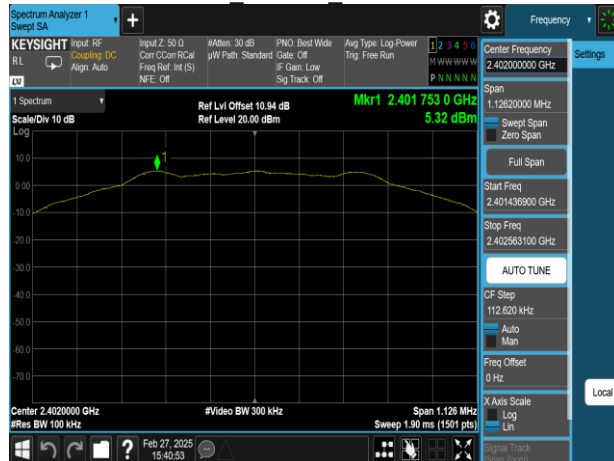 Spectrum Analyzer 1
Swept SA
Frequency
KEYSIGHT
RL
Input: RF
Coupling: DC
Align: Auto
Input Z: 50 Ω
Corr CCorr RCal
Freq Ref: Int (S)
NFE: Off
#Atten: 30 dB
µW Path: Standard
PNO: Best Wide
Gate: Off
IF Gain: Low
Sig Track: Off
Avg Type: Log-Power
Trig: Free Run
1 2 3 4 5 6
M W W W W W
P N N N N N
LXI
1 Spectrum
Scale/Div 10 dB
Log
Ref Lvl Offset 10.94 dB
Ref Level 20.00 dBm
Mkr1 2.401 753 0 GHz
5.32 dBm
1
10.0
0.00
-10.0
-20.0
-30.0
-40.0
-50.0
-60.0
-70.0
Center 2.4020000 GHz
#Res BW 100 kHz
#Video BW 300 kHz
Span 1.126 MHz
Sweep 1.90 ms (1501 pts)
?
Feb 27, 2025
15:40:53
Center Frequency
2.402000000 GHz
Span
1.12620000 MHz
Swept Span
Zero Span
Full Span
Start Freq
2.401436900 GHz
Stop Freq
2.402563100 GHz
AUTO TUNE
CF Step
112.620 kHz
Auto
Man
Freq Offset
0 Hz
X Axis Scale
Log
Lin
Signal Track
(Span Zoom)
Settings
Local